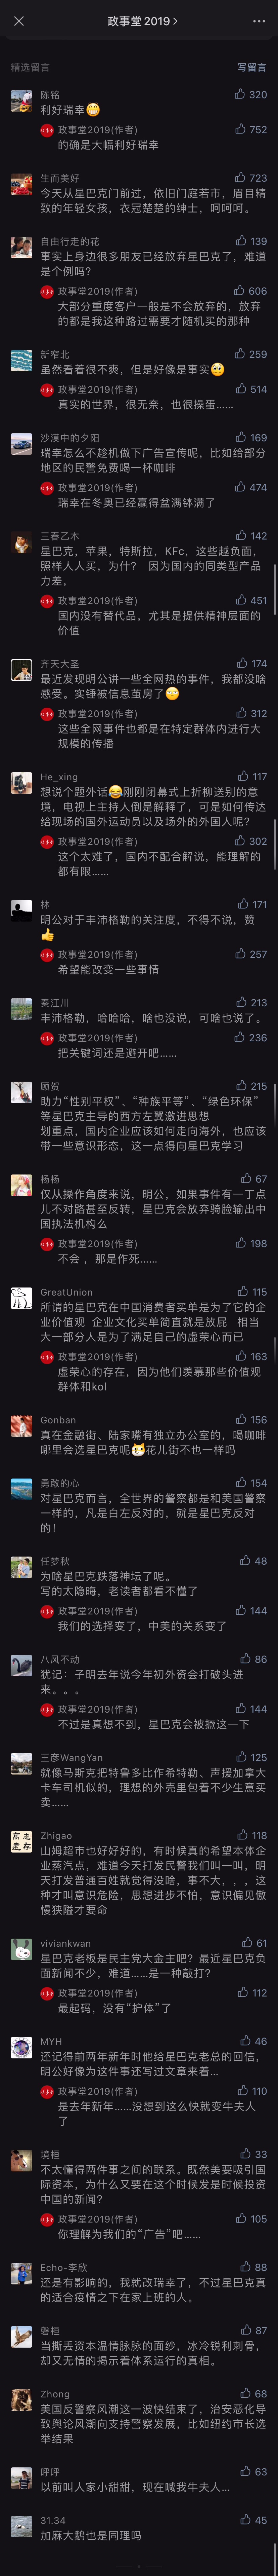 政事堂2019
精选留言 写留言
陈铭 320
利好瑞幸😁
政事堂2019(作者) 752
的确是大幅利好瑞幸
生而美好 723
今天从星巴克门前过，依旧门庭若市，眉目精
致的年轻女孩，衣冠楚楚的绅士，呵呵呵。
自由行走的花 139
事实上身边很多朋友已经放弃星巴克了，难道
是个例吗？
政事堂2019(作者) 606
大部分重度客户一般是不会放弃的，放弃
的都是我这种路过需要才随机买的那种
新窄北 259
虽然看着很不爽，但是好像是事实🥺
政事堂2019(作者) 514
真实的世界，很无奈，也很操蛋……
沙漠中的夕阳 169
瑞幸怎么不趁机做下广告宣传呢，比如给部分
地区的民警免费喝一杯咖啡
政事堂2019(作者) 474
瑞幸在冬奥已经赢得盆满钵满了
三春乙木 142
星巴克，苹果，特斯拉，KFc，这些越负面，
照样人人买，为什？ 因为国内的同类型产品
力差，
政事堂2019(作者) 451
国内没有替代品，尤其是提供精神层面的
价值
齐天大圣 174
最近发现明公讲一些全网热的事件，我都没啥
感受。实锤被信息茧房了🙄
政事堂2019(作者) 312
这些全网事件也都是在特定群体内进行大
规模的传播
He_xing 117
想说个题外话😂刚刚闭幕式上折柳送别的意
境，电视上主持人倒是解释了，可是如何传达
给现场的国外运动员以及场外的外国人呢？
政事堂2019(作者) 302
这个太难了，国内不配合解说，能理解的
都有限……
林 171
明公对于丰沛格勒的关注度，不得不说，赞
👍
政事堂2019(作者) 257
希望能改变一些事情
秦江川 213
丰沛格勒，哈哈哈，啥也没说，可啥也说了。
政事堂2019(作者) 236
把关键词还是避开吧……
顾贺 215
助力“性别平权”、“种族平等”、“绿色环保”
等星巴克主导的西方左翼激进思想
划重点，国内企业应该如何走向海外，也应该
带一些意识形态，这一点得向星巴克学习
杨杨 67
仅从操作角度来说，明公，如果事件有一丁点
儿不对路甚至反转，星巴克会放弃骑脸输出中
国执法机构么
政事堂2019(作者) 198
不会，那是作死……
GreatUnion 115
所谓的星巴克在中国消费者买单是为了它的企
业价值观 企业文化买单简直就是放屁 相当
大一部分人是为了满足自己的虚荣心而已
政事堂2019(作者) 163
虚荣心的存在，因为他们羡慕那些价值观
群体和kol
Gonban 156
真在金融街、陆家嘴有独立办公室的，喝咖啡
哪里会选星巴克呢😹花儿街不也一样吗
勇敢的心 154
对星巴克而言，全世界的警察都是和美国警察
一样的，凡是白左反对的，就是星巴克反对
的！
任梦秋 48
为啥星巴克跌落神坛了呢。
写的太隐晦，老读者都看不懂了
政事堂2019(作者) 144
我们的选择变了，中美的关系变了
八风不动 86
犹记：子明去年说今年初外资会打破头进
来。。。
政事堂2019(作者) 144
不过是真想不到，星巴克会被撅这一下
王彦WangYan 125
就像马斯克把特鲁多比作希特勒、声援加拿大
卡车司机似的，理想的外壳里包着不少生意买
卖……
Zhigao 118
山姆超市也好好好的，有时候真的希望本体企
业蒸汽点，难道今天打发民警我们叫一叫，明
天打发普通百姓就觉得没啥，事不大，，，这
种才叫意识危险，思想进步不怕，意识偏见傲
慢狭隘才要命
viviankwan 61
星巴克老板是民主党大金主吧？最近星巴克负
面新闻不少，难道……是一种敲打？
政事堂2019(作者) 112
最起码，没有“护体”了
MYH 46
还记得前两年新年时他给星巴克老总的回信，
明公好像为这件事还写过文章来着…
政事堂2019(作者) 110
是去年新年……没想到这么快就变牛夫人
了
境桓 33
不太懂得两件事之间的联系。既然美要吸引国
际资本，为什么又要在这个时候发是时候投资
中国的新闻？
政事堂2019(作者) 105
你理解为我们的“广告”吧……
Echo-李欣 88
还是有影响的，我就改瑞幸了，不过星巴克真
的适合疫情之下在家上班的人。
磐桓 87
当撕丢资本温情脉脉的面纱，冰冷锐利刺骨，
却又无情的揭示着体系运行的真相。
Zhong 68
美国反警察风潮这一波快结束了，治安恶化导
致舆论风潮向支持警察发展，比如纽约市长选
举结果
呼呼 63
以前叫人家小甜甜，现在喊我牛夫人…
31.34 45
加麻大鹅也是同理吗